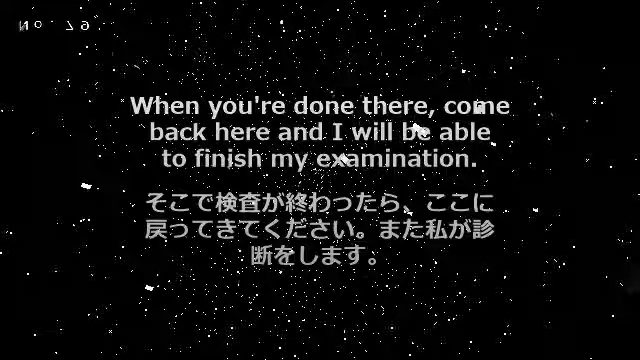 No. 79
When you're done there, come
back here and I will be able
to finish my examination.
そこで検査が終わったら、ここに
戻ってきてください。また私が診
断をします。